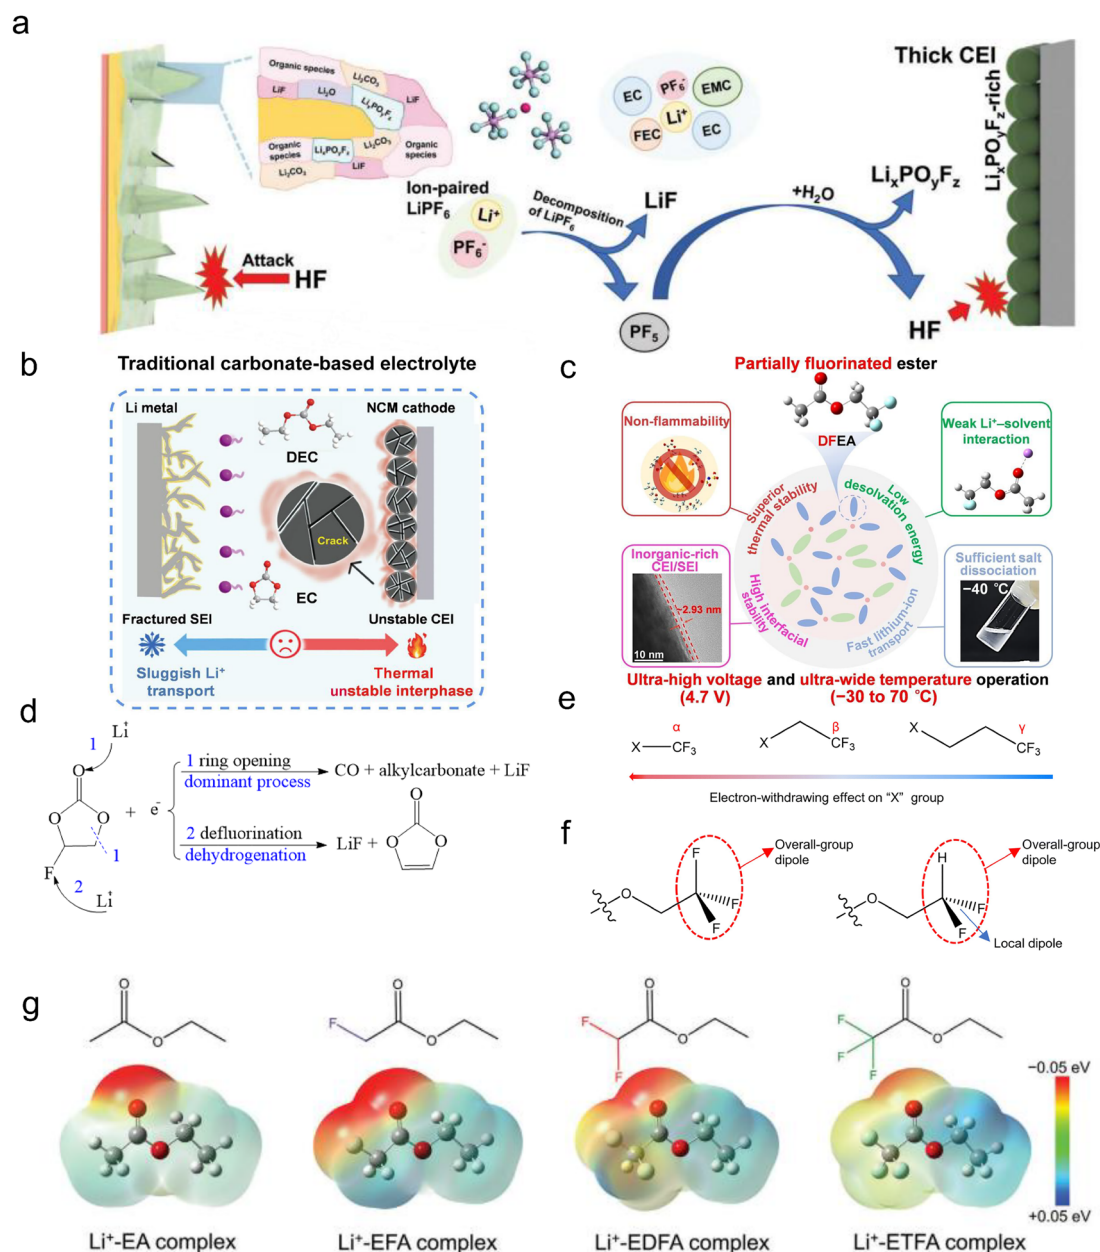 a
Organic species
Li₂CO₃
LiF
Li₂O
LiₓPOᵧF_z
LiF
Organic
species
LiₓPOᵧF_z
Li₂CO₃
Organic
species
Li₂CO₃
LiF
EC
PF₆⁻
EMC
FEC
Li⁺
EC
Thick CEI
LiₓPOᵧF_z-rich
Ion-paired
LiPF₆
Li⁺
PF₆⁻
Decomposition
of LiPF₆
LiF
+H₂O
LiₓPOᵧF_z
Attack
HF
PF₅
HF
b
Traditional carbonate-based electrolyte
Li metal
NCM cathode
DEC
Crack
EC
Fractured SEI
Unstable CEI
Sluggish Li⁺
transport
Thermal
unstable interphase
c
Partially fluorinated ester
DFEA
Non-flammability
Weak Li⁺–solvent
interaction
Superior
thermal stability
Low
desolvation energy
Inorganic-rich
CEI/SEI
~2.93 nm
10 nm
High interfacial
stability
Fast lithium-ion
transport
Sufficient salt
dissociation
−40 °C
Ultra-high voltage and ultra-wide temperature operation
(4.7 V)
(−30 to 70 °C)
d
1
Li⁺
O
O
O
F
1
2
Li⁺
+ e⁻
1 ring opening
dominant process
CO + alkylcarbonate + LiF
2 defluorination
dehydrogenation
LiF +
O
O
O
e
X
α
CF₃
X
β
CF₃
X
γ
CF₃
Electron-withdrawing effect on “X” group
f
O
F
F
F
Overall-group
dipole
O
H
F
F
Overall-group
dipole
Local dipole
g
O
O
F
O
O
F
F
O
O
F
F
F
O
O
−0.05 eV
+0.05 eV
Li⁺-EA complex
Li⁺-EFA complex
Li⁺-EDFA complex
Li⁺-ETFA complex